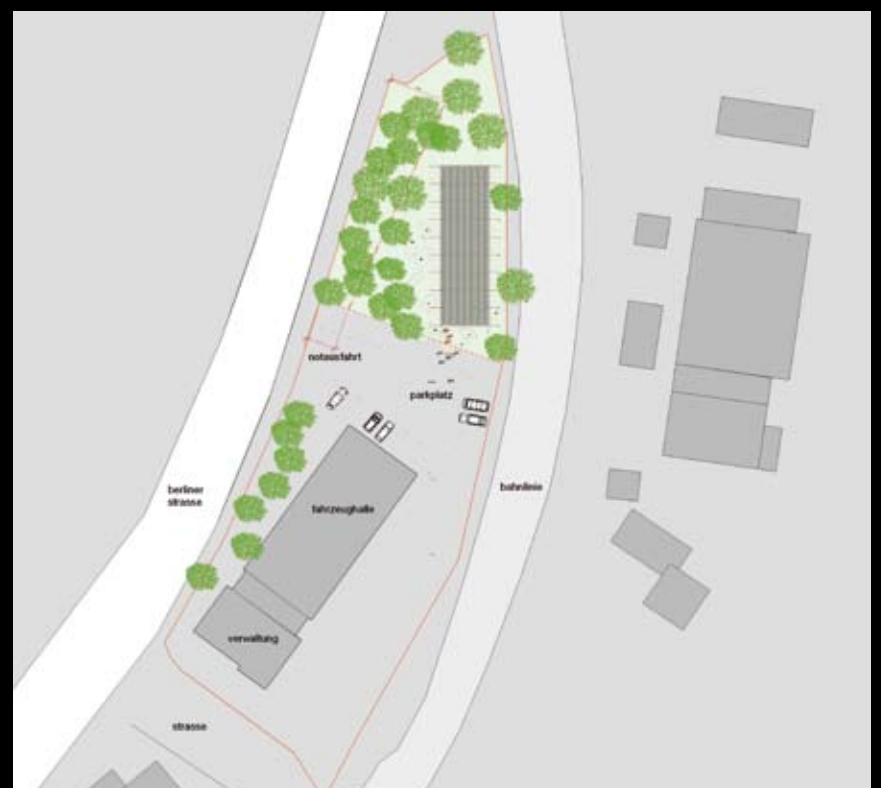 notausfahrt
parkplatz
berliner
strasse
bahnlinie
fahrzeughalle
verwaltung
strasse